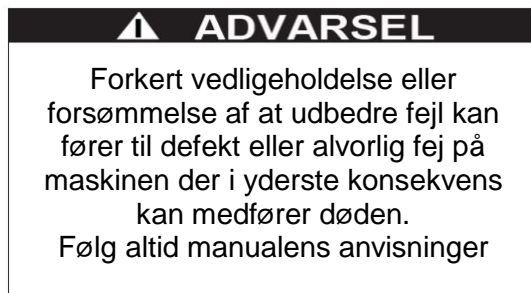 ADVARSEL
Forkert vedligeholdelse eller
forsømmelse af at udbedre fejl kan
fører til defekt eller alvorlig fej på
maskinen der i yderste konsekvens
kan medfører døden.
Følg altid manualens anvisninger